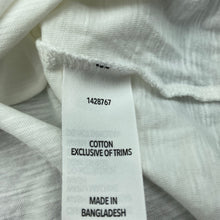 1428767
COTTON
EXCLUSIVE OF TRIMS
MADE IN
BANGLADESH